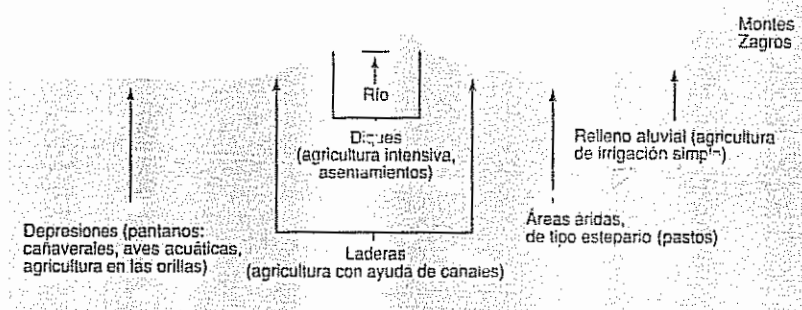 Montes
Zagros
Río
Diques
(agricultura intensiva,
asentamientos)
Relleno aluvial (agricultura
de irrigación simple)
Depresiones (pantanos:
cañaverales, aves acuáticas,
agricultura en las orillas)
Laderas
(agricultura con ayuda de canales)
Áreas áridas,
de tipo estepario (pastos)